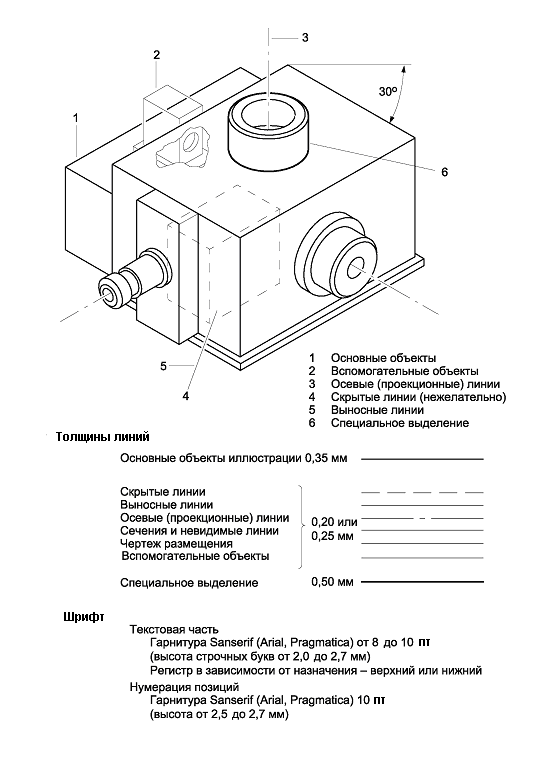 3
2
30°
1
6
5
4
1 Основные объекты
2 Вспомогательные объекты
3 Осевые (проекционные) линии
4 Скрытые линии (нежелательно)
5 Выносные линии
6 Специальное выделение
Толщины линий
Основные объекты иллюстрации 0,35 мм
Скрытые линии
Выносные линии
Осевые (проекционные) линии
Сечения и невидимые линии
Чертеж размещения
Вспомогательные объекты
0,20 или
0,25 мм
Специальное выделение 0,50 мм
Шрифт
Текстовая часть
Гарнитура Sanserif (Arial, Pragmatica) от 8 до 10 пт
(высота строчных букв от 2,0 до 2,7 мм)
Регистр в зависимости от назначения – верхний или нижний
Нумерация позиций
Гарнитура Sanserif (Arial, Pragmatica) 10 пт
(высота от 2,5 до 2,7 мм)